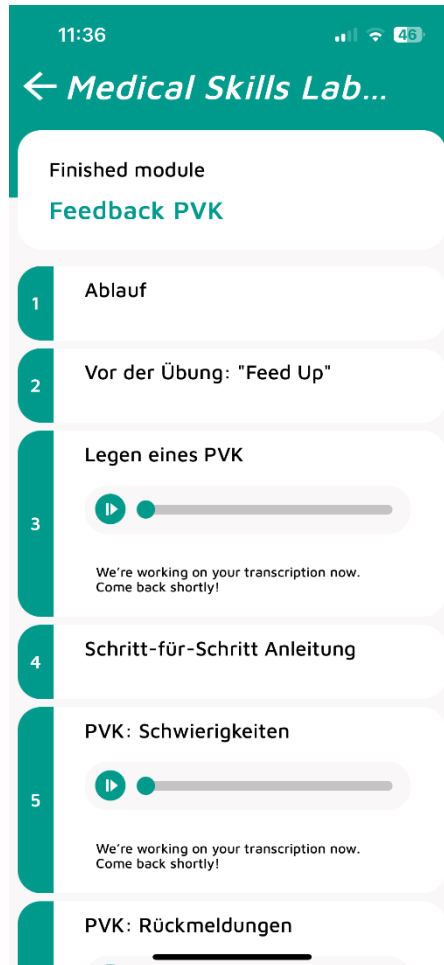 11:36
46
Medical Skills Lab...
Finished module
Feedback PVK
1
Ablauf
2
Vor der Übung: "Feed Up"
3
Legen eines PVK
We're working on your transcription now.
Come back shortly!
4
Schritt-für-Schritt Anleitung
5
PVK: Schwierigkeiten
We're working on your transcription now.
Come back shortly!
PVK: Rückmeldungen